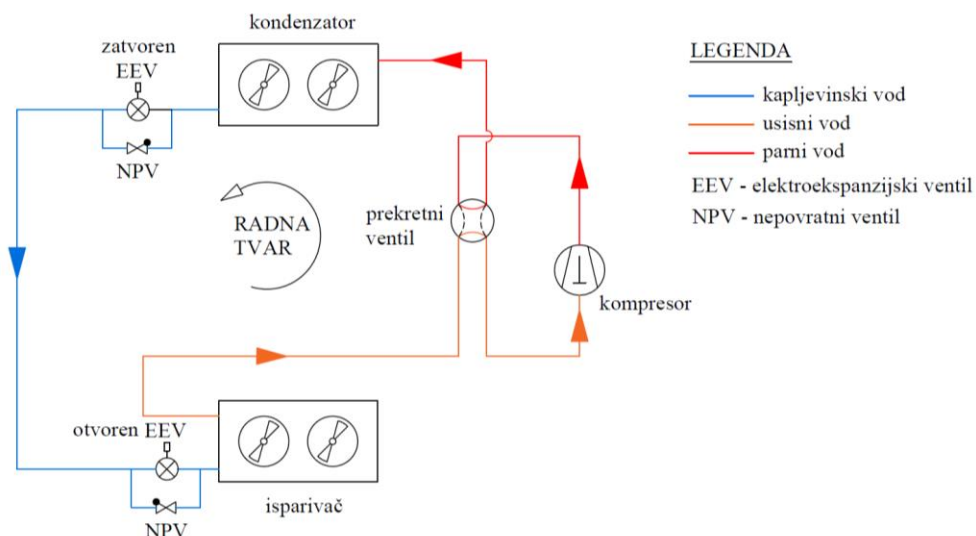 kondenzator
zatvoren
EEV
NPV
RADNA
TVAR
prekretni
ventil
kompresor
otvoren EEV
NPV
isparivač
LEGENDA
kapljevinski vod
usisni vod
parni vod
EEV - elektroekspanzijski ventil
NPV - nepovratni ventil